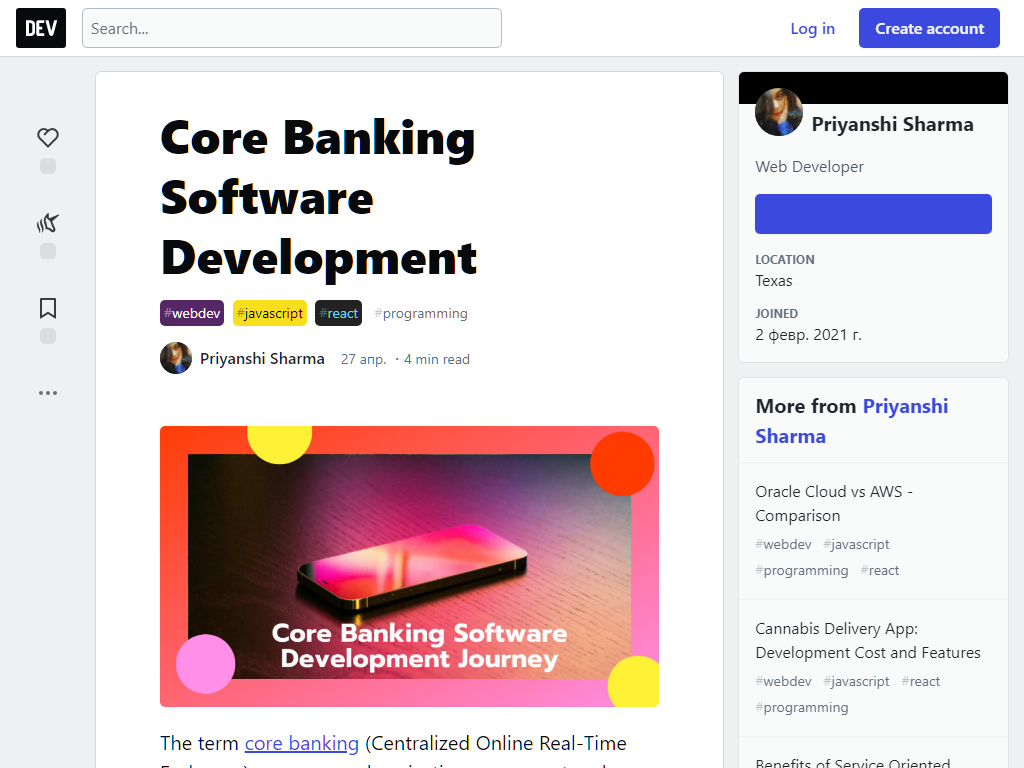 DEV
Search...
Log in
Create account
Core Banking
Software
Development
#webdev #javascript #react #programming
Priyanshi Sharma 27 апр. · 4 min read
Core Banking Software
Development Journey
The term core banking (Centralized Online Real-Time
Priyanshi Sharma
Web Developer
LOCATION
Texas
JOINED
2 февр. 2021 г.
More from Priyanshi
Sharma
Oracle Cloud vs AWS -
Comparison
#webdev #javascript
#programming #react
Cannabis Delivery App:
Development Cost and Features
#webdev #javascript #react
#programming
Benefits of Service Oriented